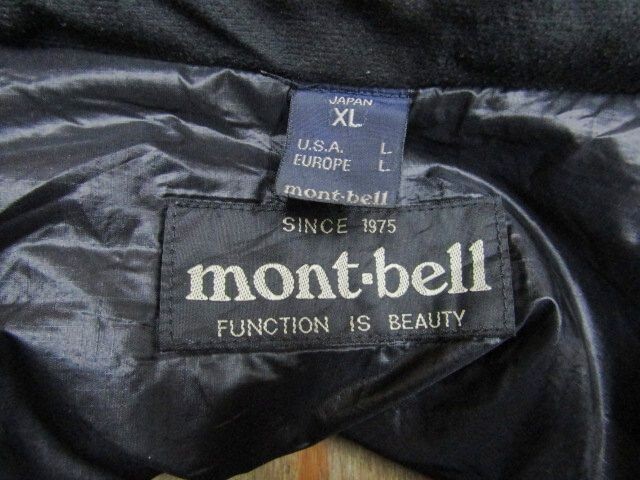 JAPAN
XL
U.S.A. L.
EUROPE L.
mont-bell
SINCE 1975
mont-bell
FUNCTION IS BEAUTY